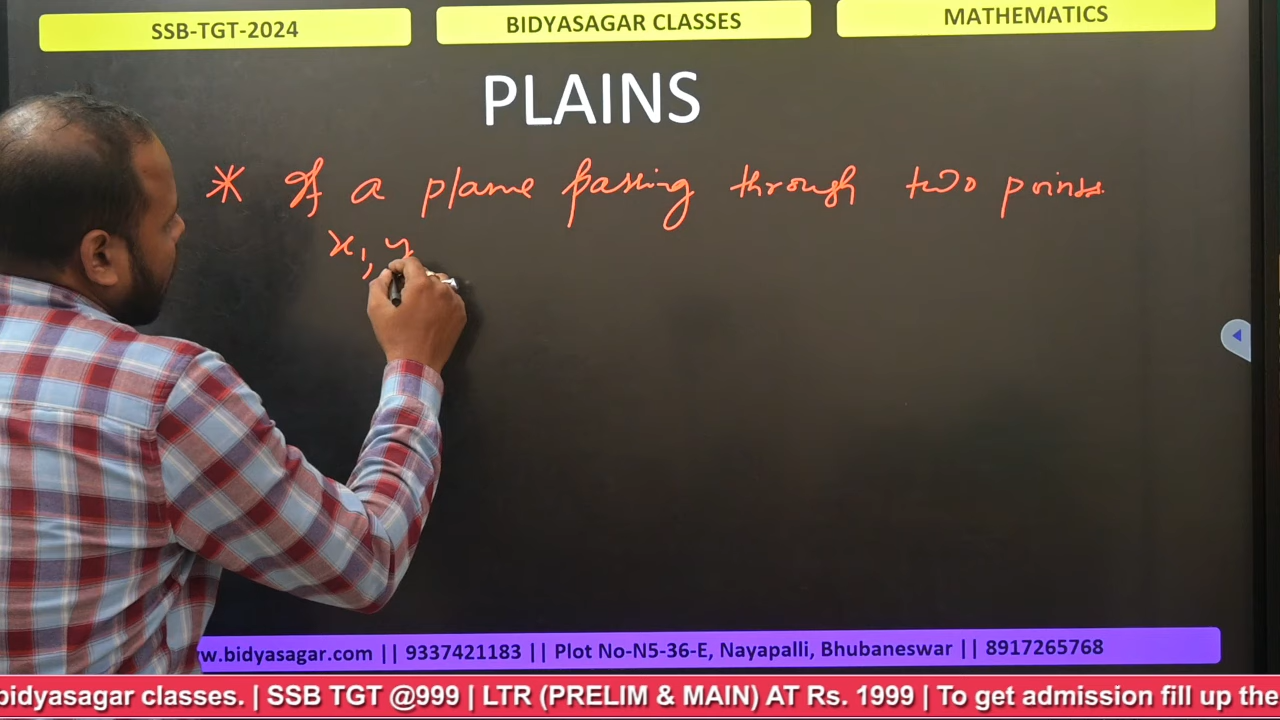 SSB-TGT-2024
BIDYASAGAR CLASSES
MATHEMATICS
PLAINS
* If a plane passing through two points
x1, y
w.bidyasagar.com || 9337421183 || Plot No-N5-36-E, Nayapalli, Bhubaneswar || 8917265768
bidyasagar classes. | SSB TGT @999 | LTR (PRELIM & MAIN) AT Rs. 1999 | To get admission fill up the